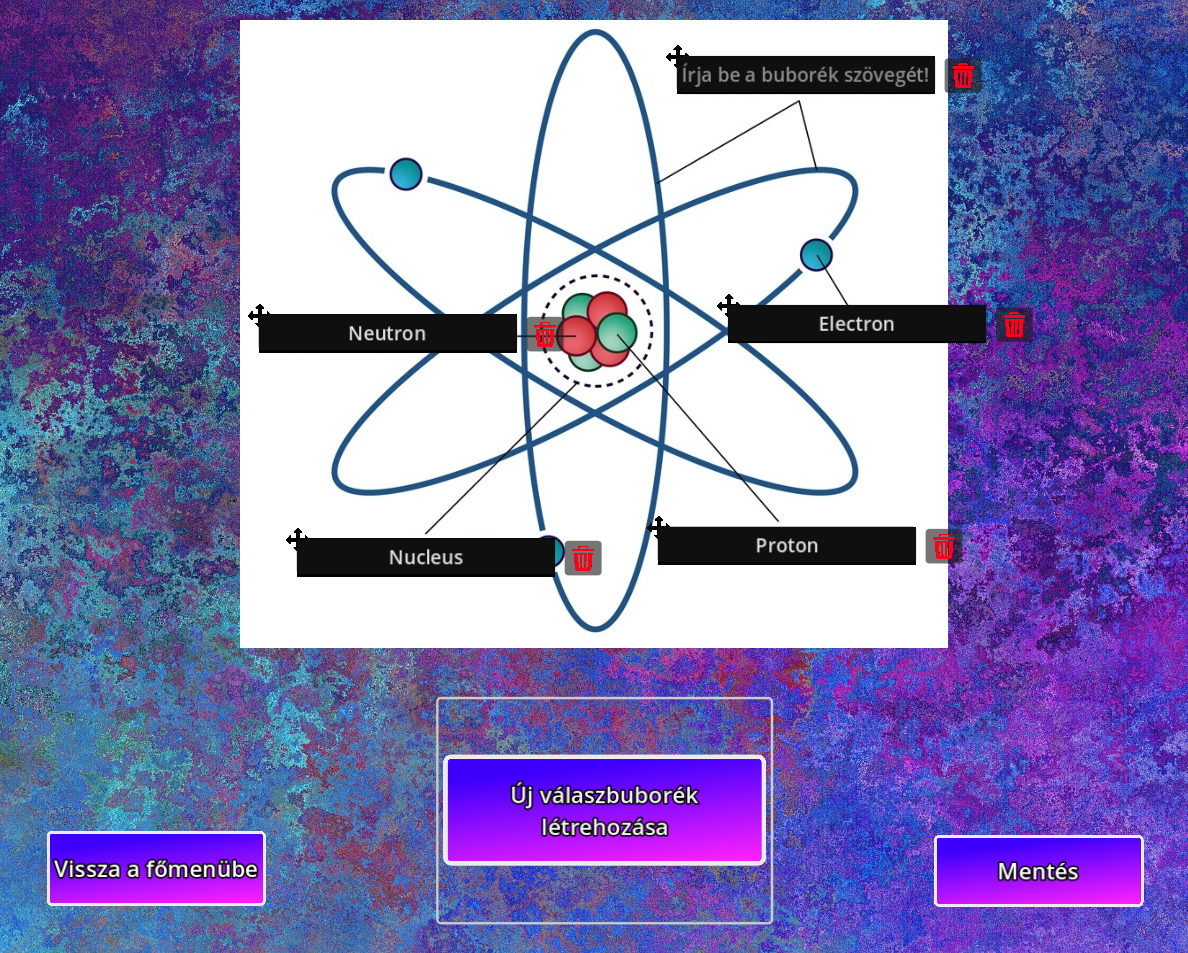 Írja be a buborék szövegét!
Neutron
Electron
Nucleus
Proton
Új válaszbuborék
létrehozása
Vissza a főmenübe
Mentés